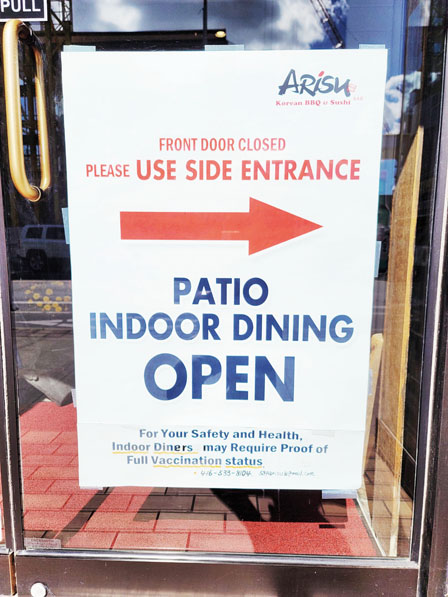 PULL
ARiSU
Korean BBQ & Sushi
FRONT DOOR CLOSED
PLEASE USE SIDE ENTRANCE
PATIO
INDOOR DINING
OPEN
For Your Safety and Health,
Indoor Diners may Require Proof of
Full Vaccination status